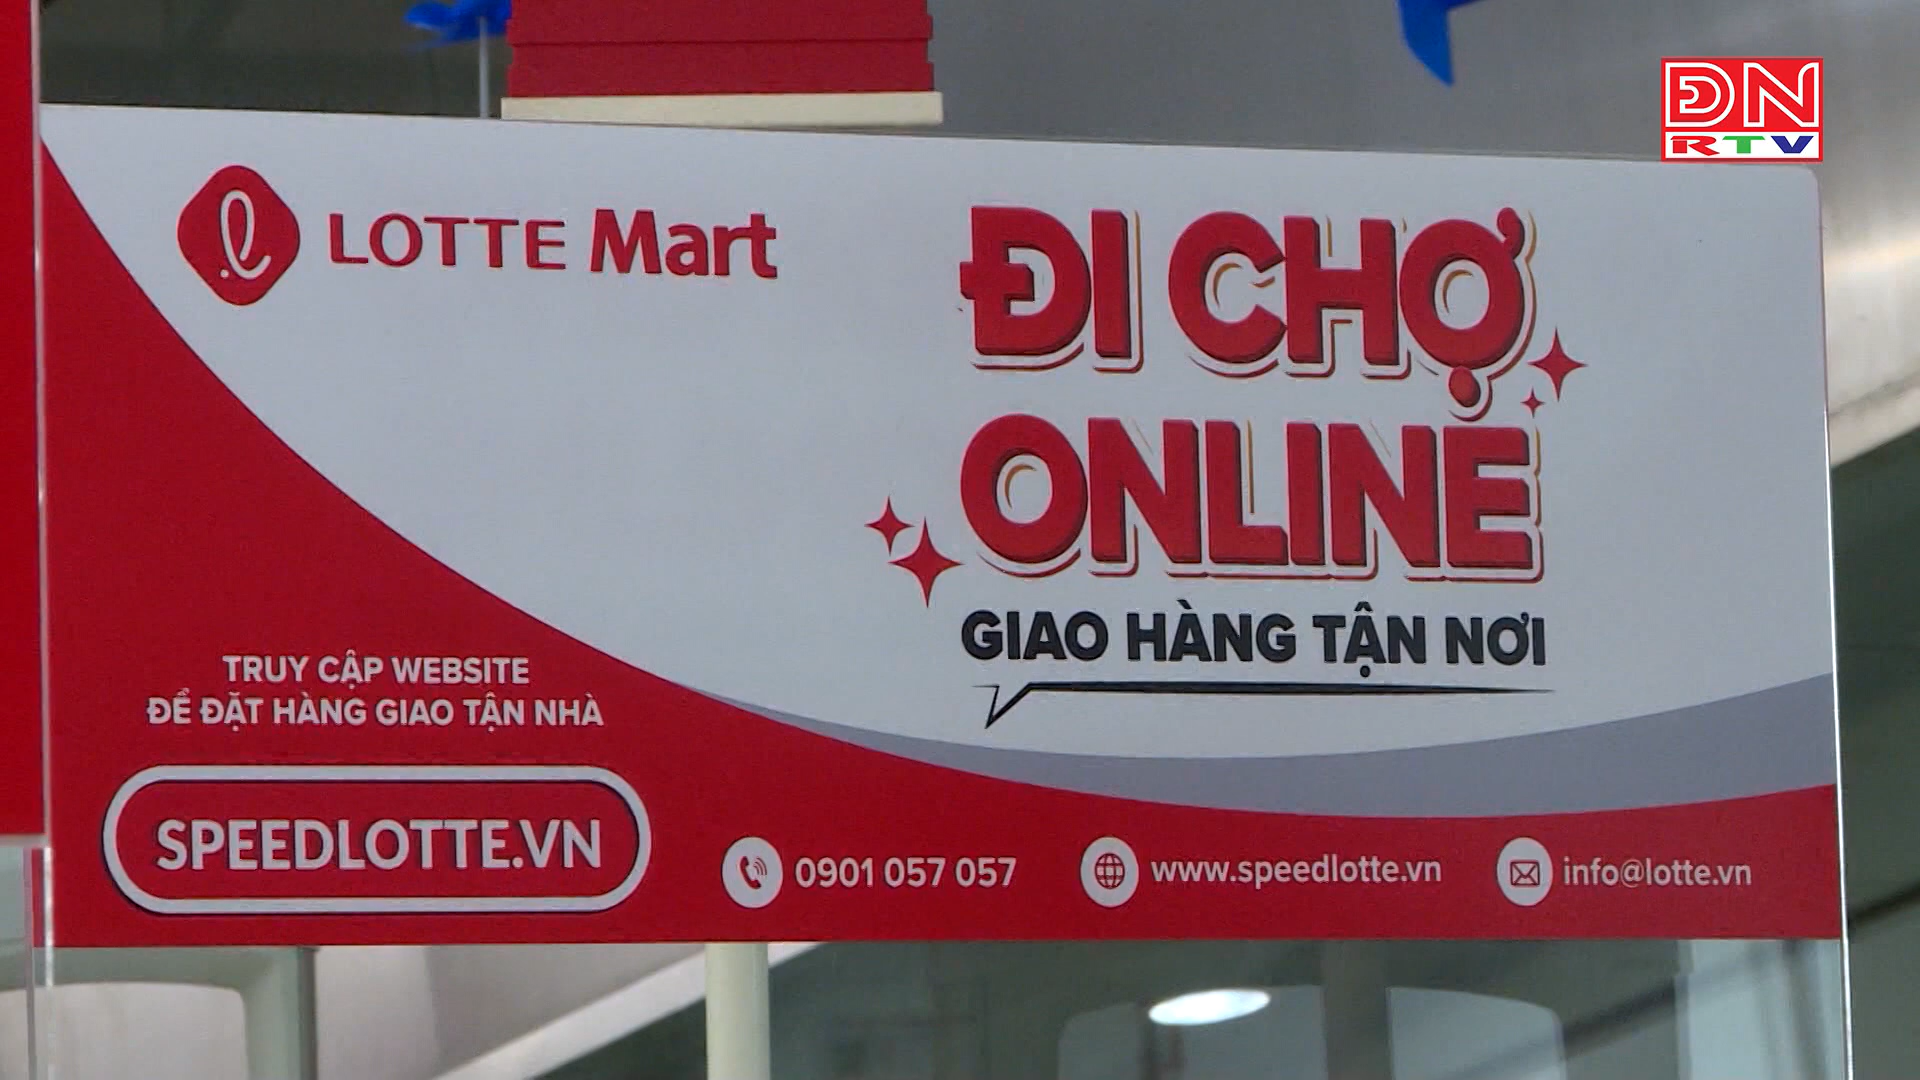 ĐN
RTV
LOTTE Mart
ĐI CHỢ
ONLINE
GIAO HÀNG TẬN NƠI
TRUY CẬP WEBSITE
ĐỂ ĐẶT HÀNG GIAO TẬN NHÀ
SPEEDLOTTE.VN
0901 057 057
www.speedlotte.vn
info@lotte.vn